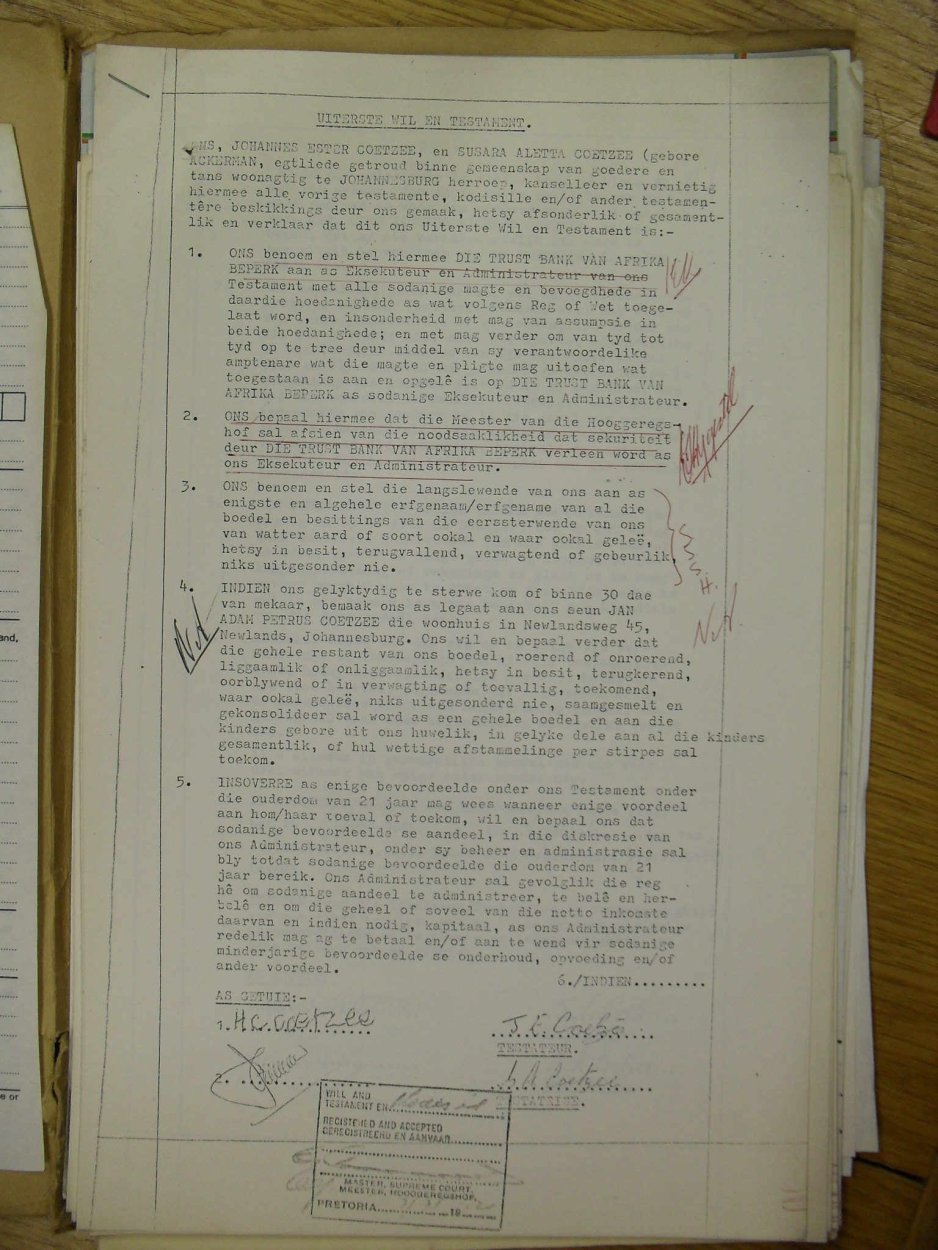 UITERSTE WIL EN TESTAMENT.
ONS, JOHANNES ESTER COETZEE, en SUSARA ALETTA COETZEE (gebore
ACKERMAN, egtliede getroud binne gemeenskap van goedere en
tans woonagtig te JOHANNESBURG herroep, kanselleer en vernietig
hiermee alle vorige testamente, kodisille en/of ander testamen-
têre beskikkings deur ons gemaak, hetsy afsonderlik of gesament-
lik en verklaar dat dit ons Uiterste Wil en Testament is:-
1. ONS benoem en stel hiermee DIE TRUST BANK VAN AFRIKA
BEPERK aan as Eksekuteur en Administrateur van ons
Testament met alle sodanige magte en bevoegdhede in
daardie hoedanighede as wat volgens Reg of Wet toege-
laat word, en insonderheid met mag van assumpsie in
beide hoedanighede; en met mag verder om van tyd tot
tyd op te tree deur middel van sy verantwoordelike
amptenare wat die magte en pligte mag uitoefen wat
toegestaan is aan en opgelê is op DIE TRUST BANK VAN
AFRIKA BEPERK as sodanige Eksekuteur en Administrateur.
2. ONS bepaal hiermee dat die Meester van die Hooggeregs-
hof sal afsien van die noodsaaklikheid dat sekuriteit
deur DIE TRUST BANK VAN AFRIKA BEPERK verleen word as
ons Eksekuteur en Administrateur.
3. ONS benoem en stel die langslewende van ons aan as
enigste en algehele erfgenaam/erfgename van al die
boedel en besittings van die eerssterwende van ons
van watter aard of soort ookal en waar ookal geleë,
hetsy in besit, terugvallend, verwagtend of gebeurlik,
niks uitgesonder nie.
S.
S.
S.
H.
4. INDIEN ons gelyktydig te sterwe kom of binne 30 dae
van mekaar, bemaak ons as legaat aan ons seun JAN
ADAM PETRUS COETZEE die woonhuis in Newlandsweg 45,
Newlands, Johannesburg. Ons wil en bepaal verder dat
die gehele restant van ons boedel, roerend of onroerend,
liggaamlik of onliggaamlik, hetsy in besit, terugkerend,
oorblywend of in verwagting of toevallig, toekomend,
waar ookal geleë, niks uitgesonderd nie, saamgesmelt en
gekonsolideer sal word as een gehele boedel en aan die
kinders gebore uit ons huwelik, in gelyke dele aan al die kinders
gesamentlik, of hul wettige afstammelinge per stirpes sal
toekom.
5. INSOVERRE as enige bevoordeelde onder ons Testament onder
die ouderdom van 21 jaar mag wees wanneer enige voordeel
aan hom/haar toeval of toekom, wil en bepaal ons dat
sodanige bevoordeelde se aandeel, in die diskresie van
ons Administrateur, onder sy beheer en administrasie sal
bly totdat sodanige bevoordeelde die ouderdom van 21
jaar bereik. Ons Administrateur sal gevolglik die reg
hê om sodanige aandeel te administreer, te belê en her-
belê en om die geheel of soveel van die netto inkomste
daarvan en indien nodig, kapitaal, as ons Administrateur
redelik mag ag te betaal en/of aan te wend vir sodanige
minderjarige bevoordeelde se onderhoud, opvoeding en/of
ander voordeel.
6./INDIEN.........
AS GETUIE:-
1. H C Coetzee
J. E. Coetzee
TESTATEUR.
2.
S A Coetzee
TESTATRISE.
WILL AND
TESTAMENT EN
REGISTERED AND ACCEPTED
GEREGISTREERD EN AANVAAR
MASTER, SUPREME COURT,
MEESTER, HOOGGEREGSHOF,
PRETORIA..........19......
and,
e or